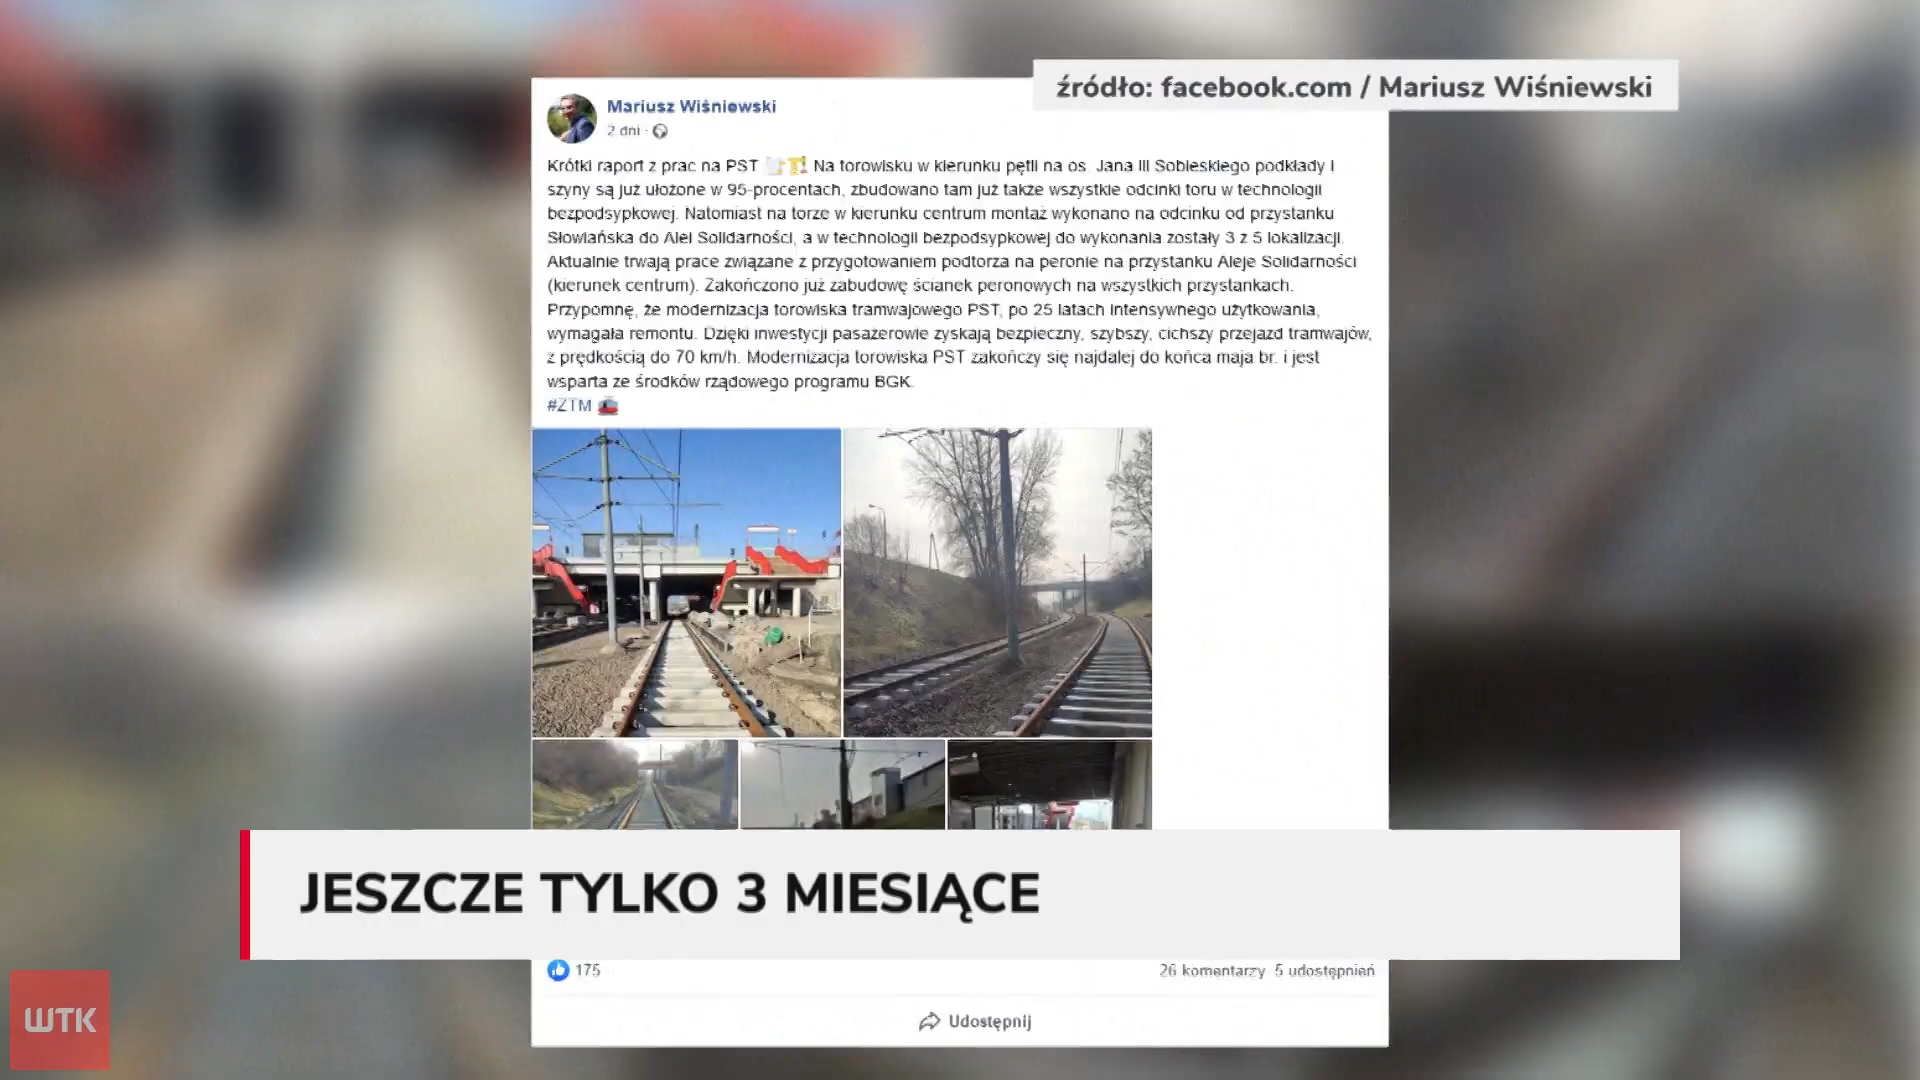 źródło: facebook.com / Mariusz Wiśniewski
Mariusz Wiśniewski
2 dni ·
Krótki raport z prac na PST Na torowisku w kierunku pętli na os. Jana III Sobieskiego podkłady i
szyny są już ułożone w 95-procentach, zbudowano tam już także wszystkie odcinki toru w technologii
bezpodsypkowej. Natomiast na torze w kierunku centrum montaż wykonano na odcinku od przystanku
Słowiańska do Alei Solidarności, a w technologii bezpodsypkowej do wykonania zostały 3 z 5 lokalizacji.
Aktualnie trwają prace związane z przygotowaniem podtorza na peronie na przystanku Aleje Solidarności
(kierunek centrum). Zakończono już zabudowę ścianek peronowych na wszystkich przystankach.
Przypomnę, że modernizacja torowiska tramwajowego PST, po 25 latach intensywnego użytkowania,
wymagała remontu. Dzięki inwestycji pasażerowie zyskają bezpieczny, szybszy, cichszy przejazd tramwajów,
z prędkością do 70 km/h. Modernizacja torowiska PST zakończy się najdalej do końca maja br. i jest
wsparta ze środków rządowego programu BGK.
#ZTM
JESZCZE TYLKO 3 MIESIĄCE
175
26 komentarzy 5 udostępnień
WTK
Udostępnij